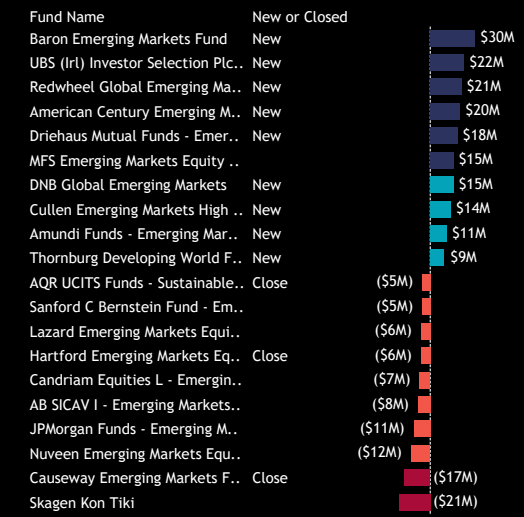 Fund Name New or Closed
Baron Emerging Markets Fund New $30M
UBS (Irl) Investor Selection Plc.. New $22M
Redwheel Global Emerging Ma.. New $21M
American Century Emerging M.. New $20M
Driehaus Mutual Funds - Emer.. New $18M
MFS Emerging Markets Equity .. $15M
DNB Global Emerging Markets New $15M
Cullen Emerging Markets High .. New $14M
Amundi Funds - Emerging Mar.. New $11M
Thornburg Developing World F.. New $9M
AQR UCITS Funds - Sustainable.. Close ($5M)
Sanford C Bernstein Fund - Em.. ($5M)
Lazard Emerging Markets Equi.. ($6M)
Hartford Emerging Markets Eq.. Close ($6M)
Candriam Equities L - Emergin.. ($7M)
AB SICAV I - Emerging Markets.. ($8M)
JPMorgan Funds - Emerging M.. ($11M)
Nuveen Emerging Markets Equ.. ($12M)
Causeway Emerging Markets F.. Close ($17M)
Skagen Kon Tiki ($21M)